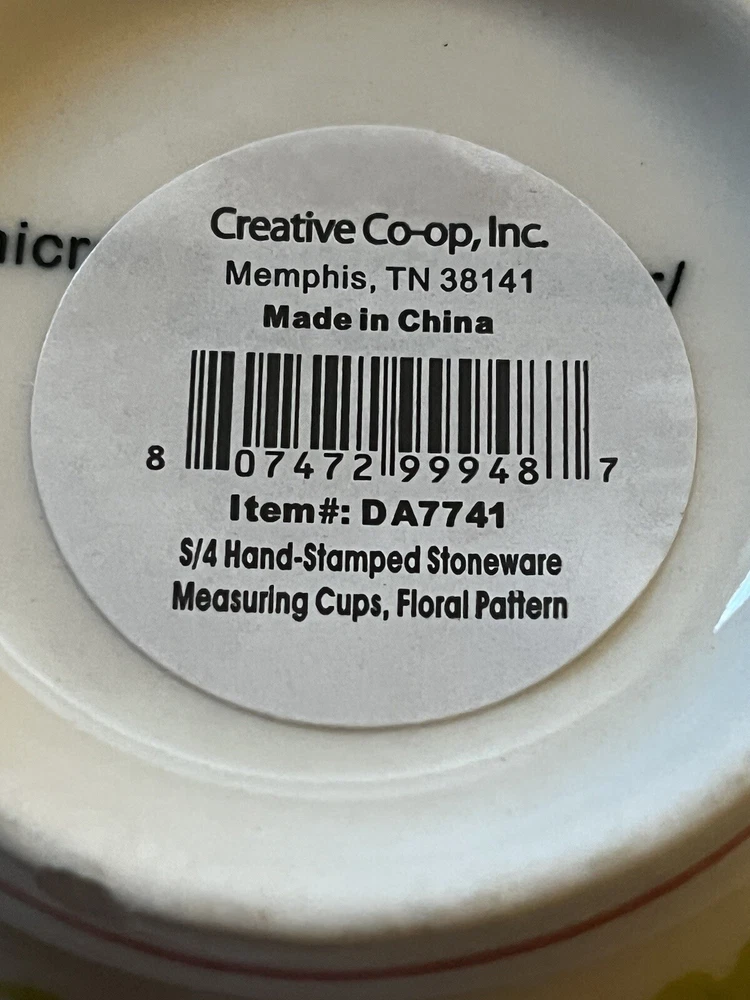 Creative Co-op, Inc.
Memphis, TN 38141
Made in China
8 07472 99948 7
Item#: DA7741
S/4 Hand-Stamped Stoneware
Measuring Cups, Floral Pattern